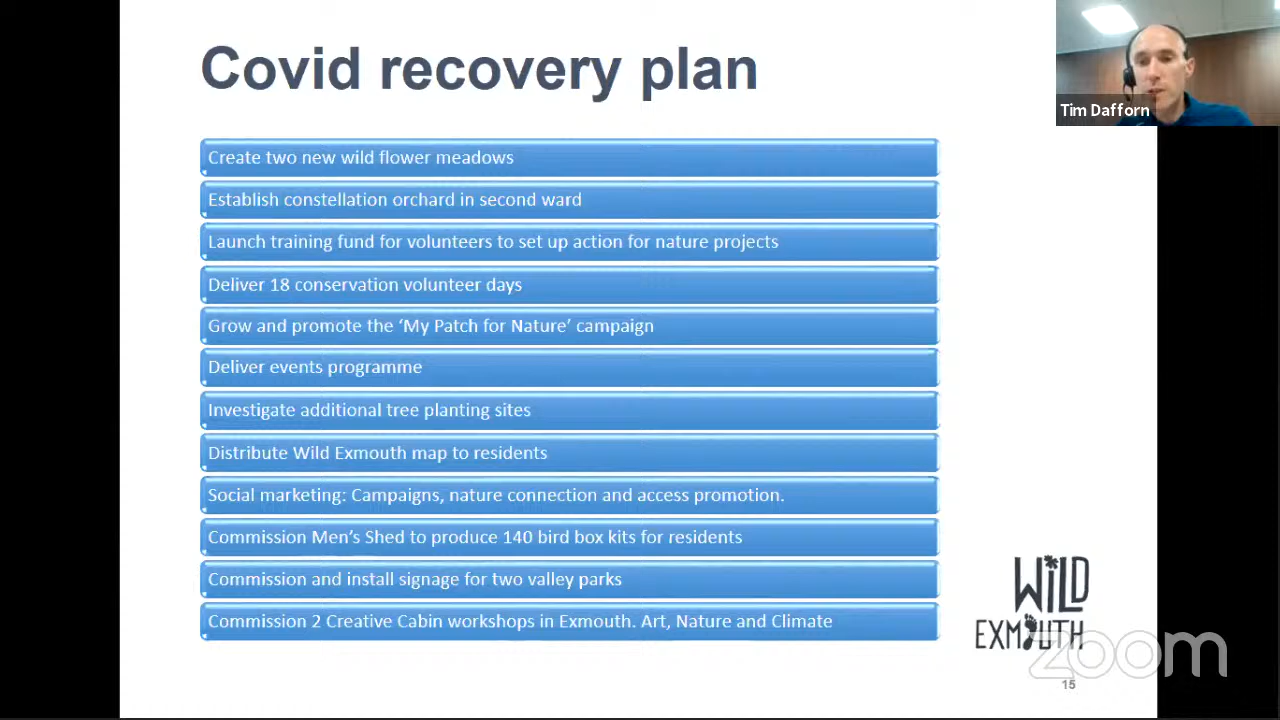 Covid recovery plan
Tim Dafforn
Create two new wild flower meadows
Establish constellation orchard in second ward
Launch training fund for volunteers to set up action for nature projects
Deliver 18 conservation volunteer days
Grow and promote the ‘My Patch for Nature’ campaign
Deliver events programme
Investigate additional tree planting sites
Distribute Wild Exmouth map to residents
Social marketing: Campaigns, nature connection and access promotion.
Commission Men’s Shed to produce 140 bird box kits for residents
Commission and install signage for two valley parks
Commission 2 Creative Cabin workshops in Exmouth. Art, Nature and Climate
WiLD
EXMOUTH
zoom
15